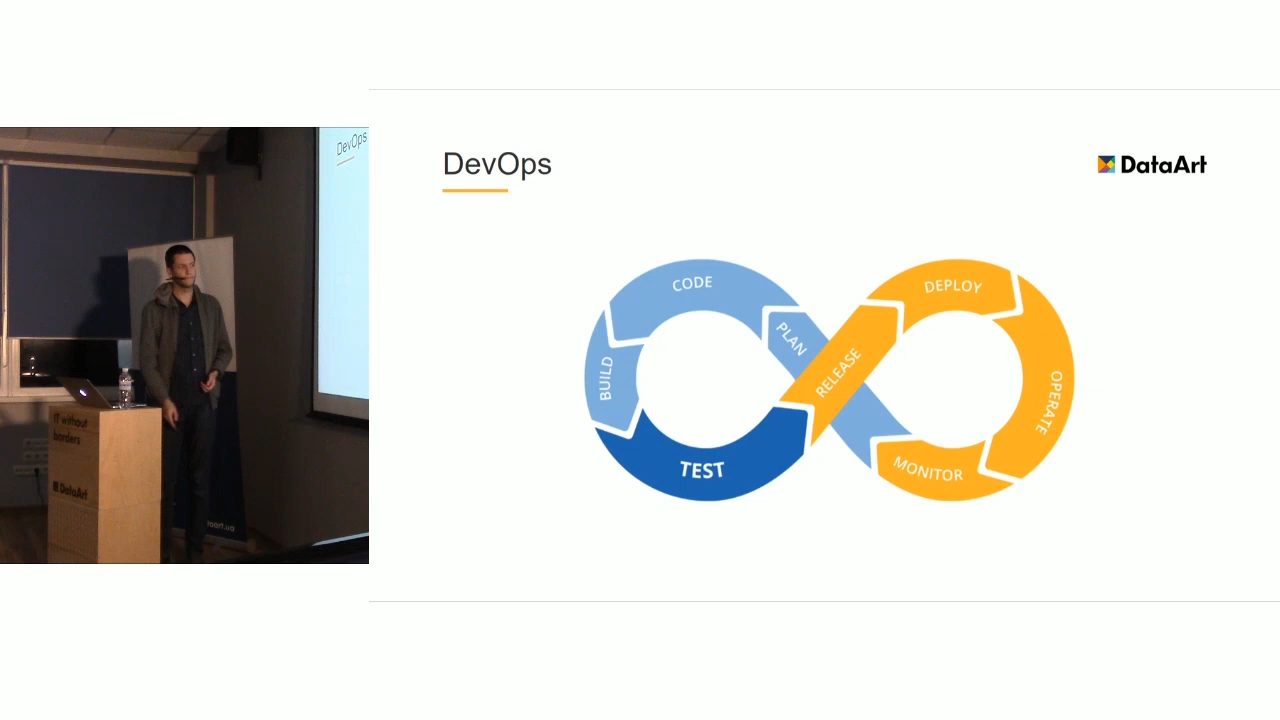 DevOps
IT without
borders
DataArt
DevOps
DataArt
CODE
PLAN
BUILD
TEST
RELEASE
DEPLOY
OPERATE
MONITOR